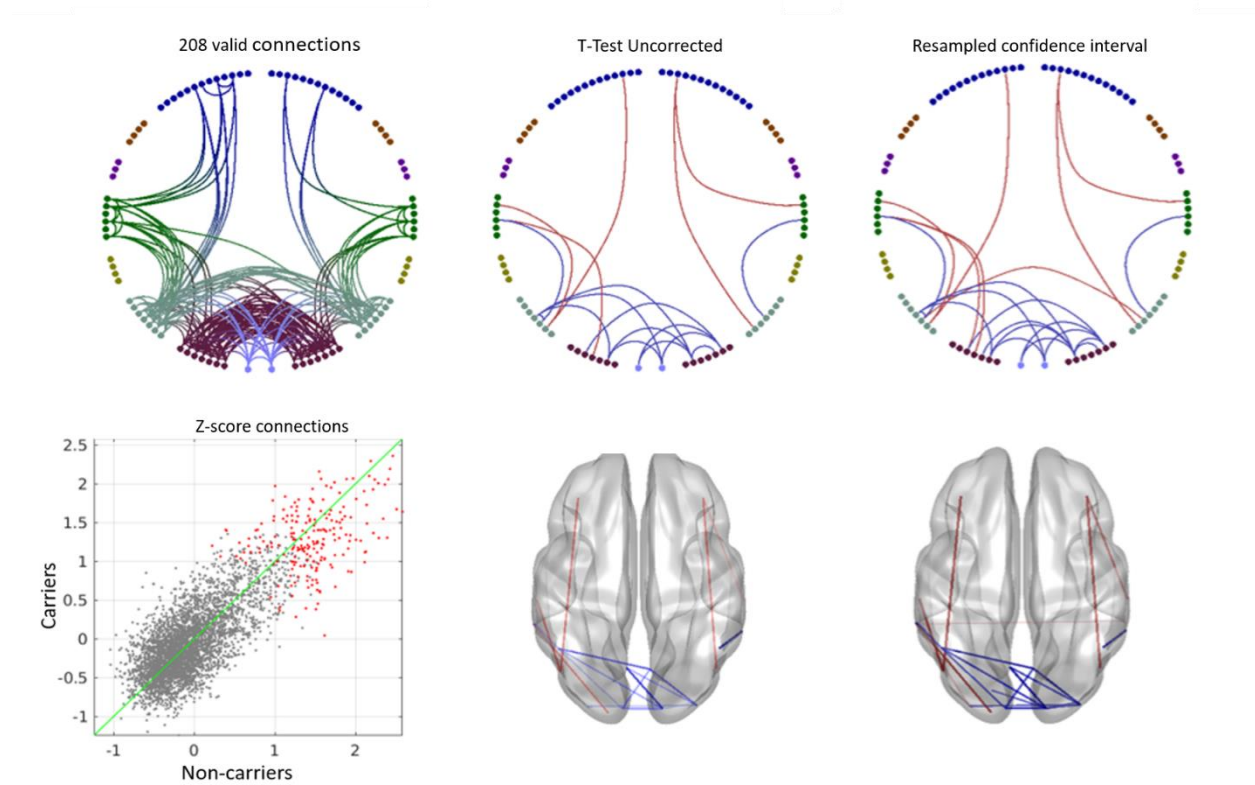 208 valid connections
T-Test Uncorrected
Resampled confidence interval
Z-score connections
2.5
2
1.5
1
0.5
0
-0.5
-1
Carriers
-1 0 1 2
Non-carriers